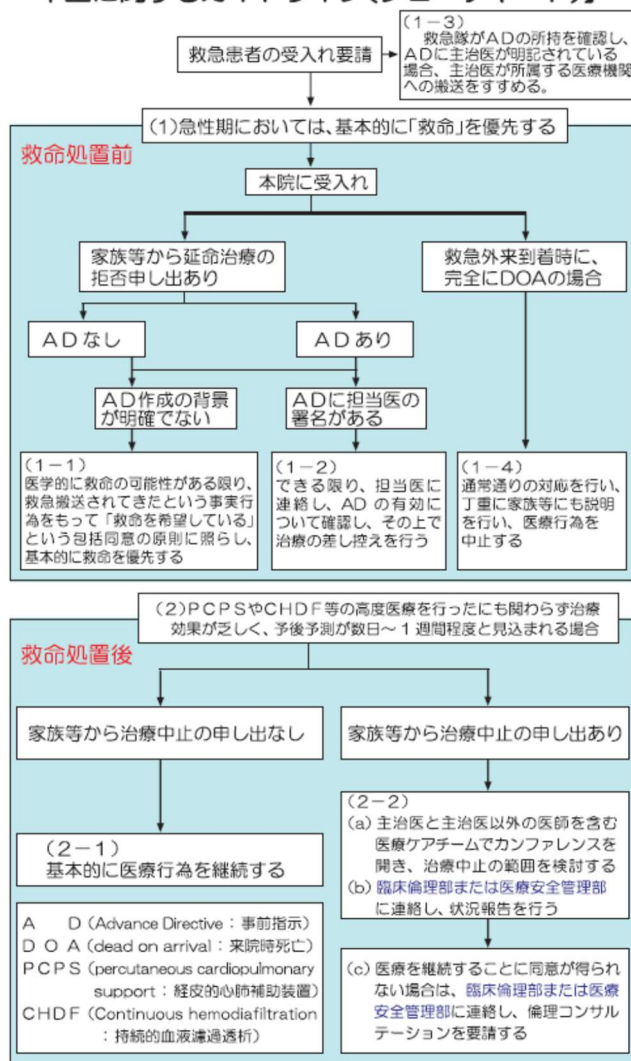 救急患者の受入れ要請
(1−3)
救急隊がADの所持を確認し、
ADに主治医が明記されている
場合、主治医が所属する医療機関
への搬送をすすめる。
(1)急性期においては、基本的に「救命」を優先する
救命処置前
本院に受入れ
家族等から延命治療の
拒否申し出あり
救急外来到着時に、
完全にDOAの場合
ADなし
ADあり
AD作成の背景
が明確でない
ADに担当医の
署名がある
(1−1)
医学的に救命の可能性がある限り、
救急搬送されてきたという事実行
為をもって「救命を希望している」
という包括同意の原則に照らし、
基本的に救命を優先する
(1−2)
できる限り、担当医に
連絡し、ADの有効に
ついて確認し、その上で
治療の差し控えを行う
(1−4)
通常通りの対応を行い、
丁重に家族等にも説明
を行い、医療行為を
中止する
(2)PCPSやCHDF等の高度医療を行ったにも関わらず治療
効果が乏しく、予後予測が数日〜1週間程度と見込まれる場合
救命処置後
家族等から治療中止の申し出なし
家族等から治療中止の申し出あり
(2−1)
基本的に医療行為を継続する
(2−2)
(a) 主治医と主治医以外の医師を含む
医療ケアチームでカンファレンスを
開き、治療中止の範囲を検討する
(b) 臨床倫理部または医療安全管理部
に連絡し、状況報告を行う
(c) 医療を継続することに同意が得られ
ない場合は、臨床倫理部または医療
安全管理部に連絡し、倫理コンサル
テーションを要請する
A D (Advance Directive：事前指示)
D O A (dead on arrival：来院時死亡)
PCPS (percutaneous cardiopulmonary
support：経皮的心肺補助装置)
CHDF (Continuous hemodiafiltration
：持続的血液濾過透析)